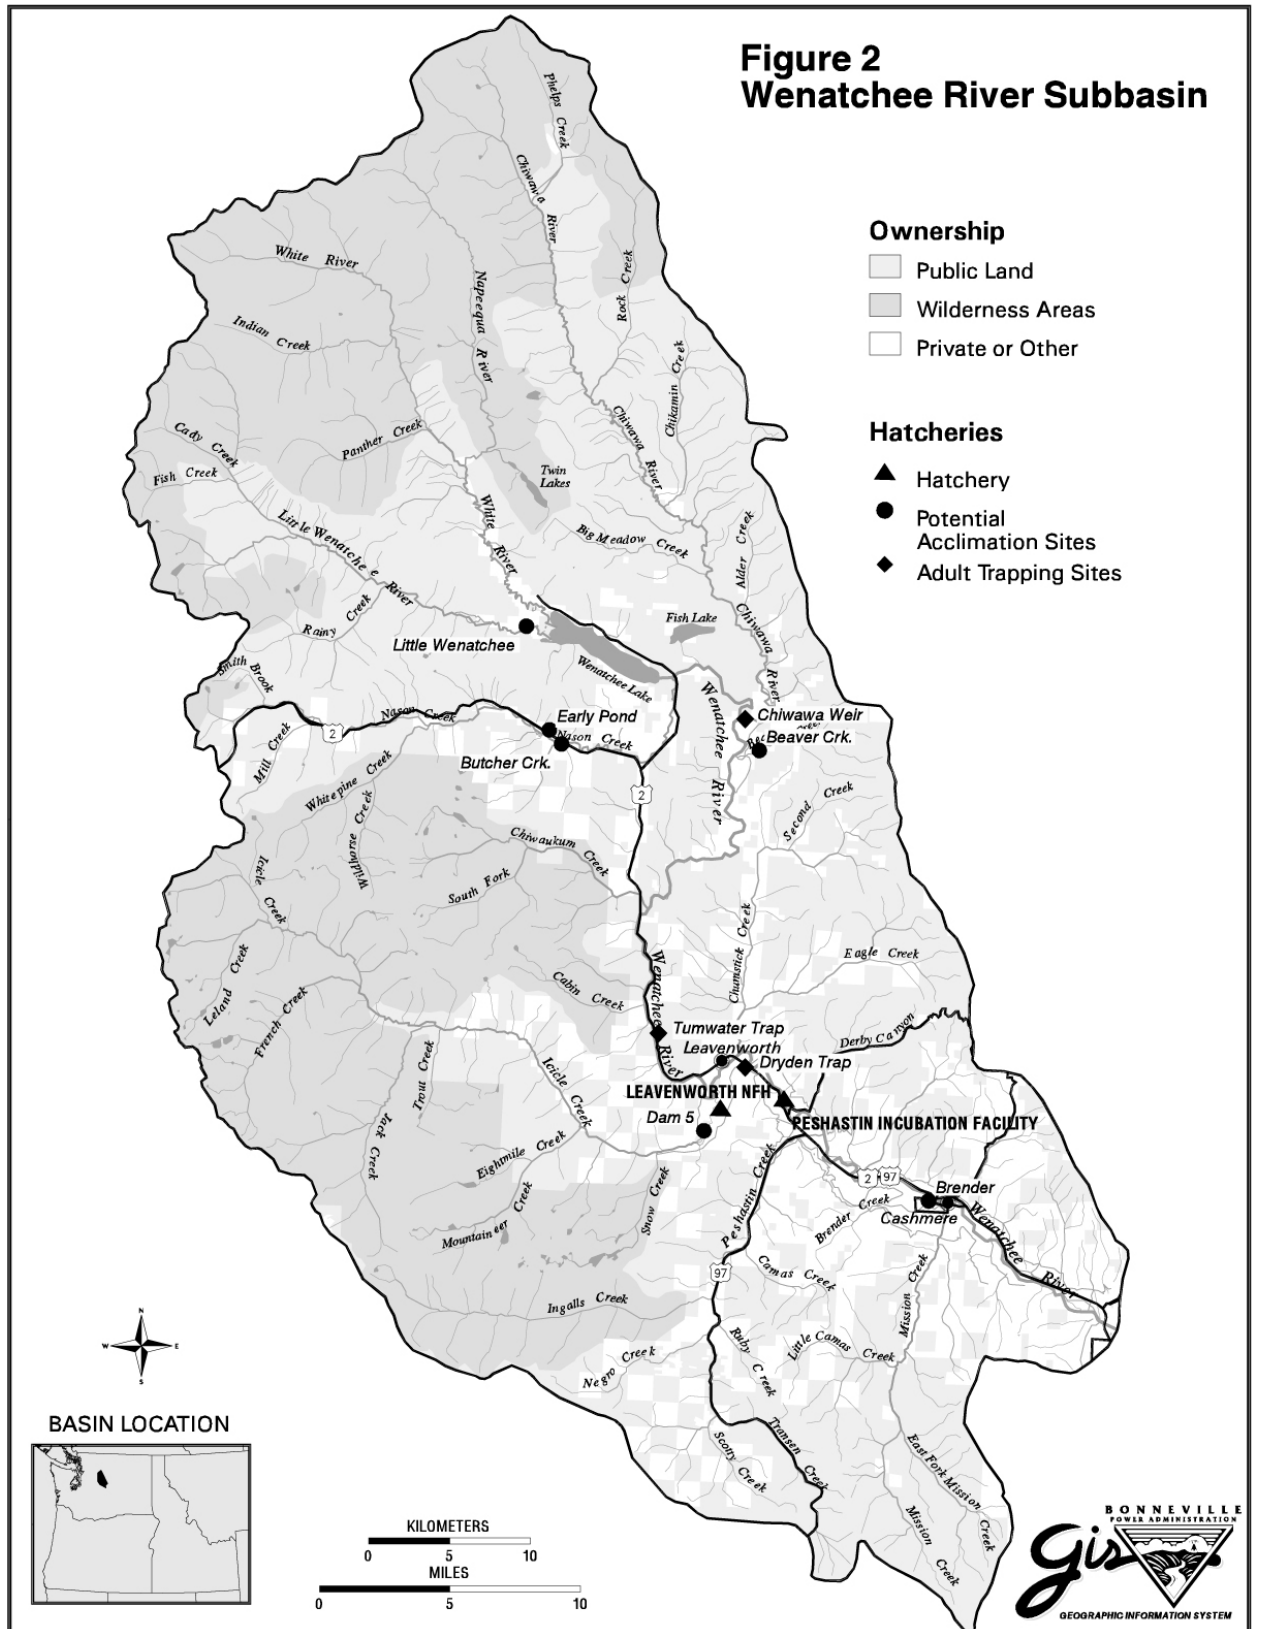 Figure 2
Wenatchee River Subbasin
Ownership
Public Land
Wilderness Areas
Private or Other
Hatcheries
Hatchery
Potential
Acclimation Sites
Adult Trapping Sites
Phelps Creek
Chiwawa River
White River
Napeequa River
Rock Creek
Indian Creek
Chikamin Creek
Chiwawa River
Cady Creek
Panther Creek
Fish Creek
Twin
Lakes
White River
Little Wenatchee River
Big Meadow Creek
Alder Creek
Rainy Creek
Chiwawa River
Fish Lake
Little Wenatchee
Wenatchee Lake
Smith Brook
Wenatchee River
Nason Creek
Early Pond
Chiwawa Weir
2
Nason Creek
Beaver Crk.
Mill Creek
Butcher Crk.
Whitepine Creek
2
Second Creek
Wildhorse Creek
Chiwaukum Creek
Icicle Creek
South Fork
Chumstick Creek
Eagle Creek
Leland Creek
French Creek
Cabin Creek
Wenatchee River
Tumwater Trap
Derby Canyon
Leavenworth
Dryden Trap
Trout Creek
Icicle Creek
LEAVENWORTH NFH
Dam 5
Jack Creek
PESHASTIN INCUBATION FACILITY
Eightmile Creek
Peshastin Creek
2
97
Snow Creek
Brender
Mountaineer Creek
Brender Creek
Cashmere
Wenatchee River
97
Camas Creek
Mission Creek
Ingalls Creek
Ruby Creek
Little Camas Creek
Negro Creek
Transen Creek
Scotty Creek
East Fork Mission Creek
Mission Creek
N
W
E
S
BASIN LOCATION
KILOMETERS
0 5 10
MILES
0 5 10
BONNEVILLE
POWER ADMINISTRATION
Gis
GEOGRAPHIC INFORMATION SYSTEM